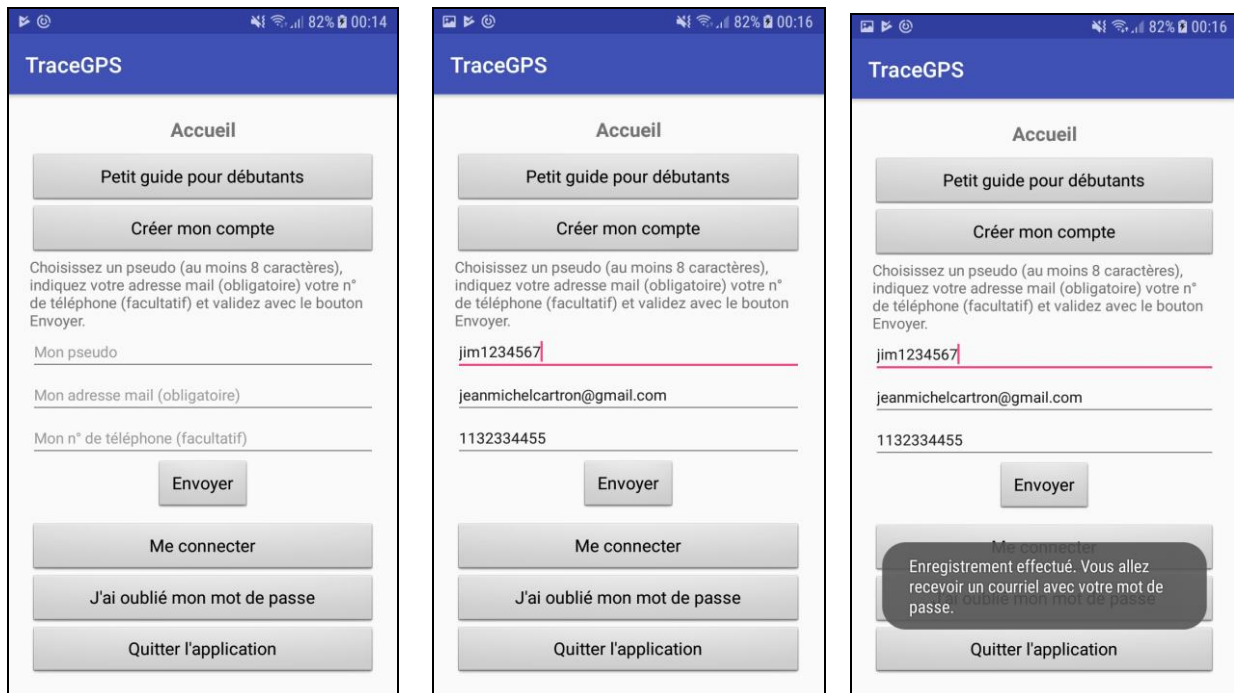 82% 00:14
TraceGPS
Accueil
Petit guide pour débutants
Créer mon compte
Choisissez un pseudo (au moins 8 caractères),
indiquez votre adresse mail (obligatoire) votre n°
de téléphone (facultatif) et validez avec le bouton
Envoyer.
Mon pseudo
Mon adresse mail (obligatoire)
Mon n° de téléphone (facultatif)
Envoyer
Me connecter
J'ai oublié mon mot de passe
Quitter l'application
82% 00:16
TraceGPS
Accueil
Petit guide pour débutants
Créer mon compte
Choisissez un pseudo (au moins 8 caractères),
indiquez votre adresse mail (obligatoire) votre n°
de téléphone (facultatif) et validez avec le bouton
Envoyer.
jim1234567
jeanmichelcartron@gmail.com
1132334455
Envoyer
Me connecter
J'ai oublié mon mot de passe
Quitter l'application
82% 00:16
TraceGPS
Accueil
Petit guide pour débutants
Créer mon compte
Choisissez un pseudo (au moins 8 caractères),
indiquez votre adresse mail (obligatoire) votre n°
de téléphone (facultatif) et validez avec le bouton
Envoyer.
jim1234567
jeanmichelcartron@gmail.com
1132334455
Envoyer
Me connecter
Enregistrement effectué. Vous allez
recevoir un courriel avec votre mot de
passe.
J'ai oublié mon mot de passe
Quitter l'application